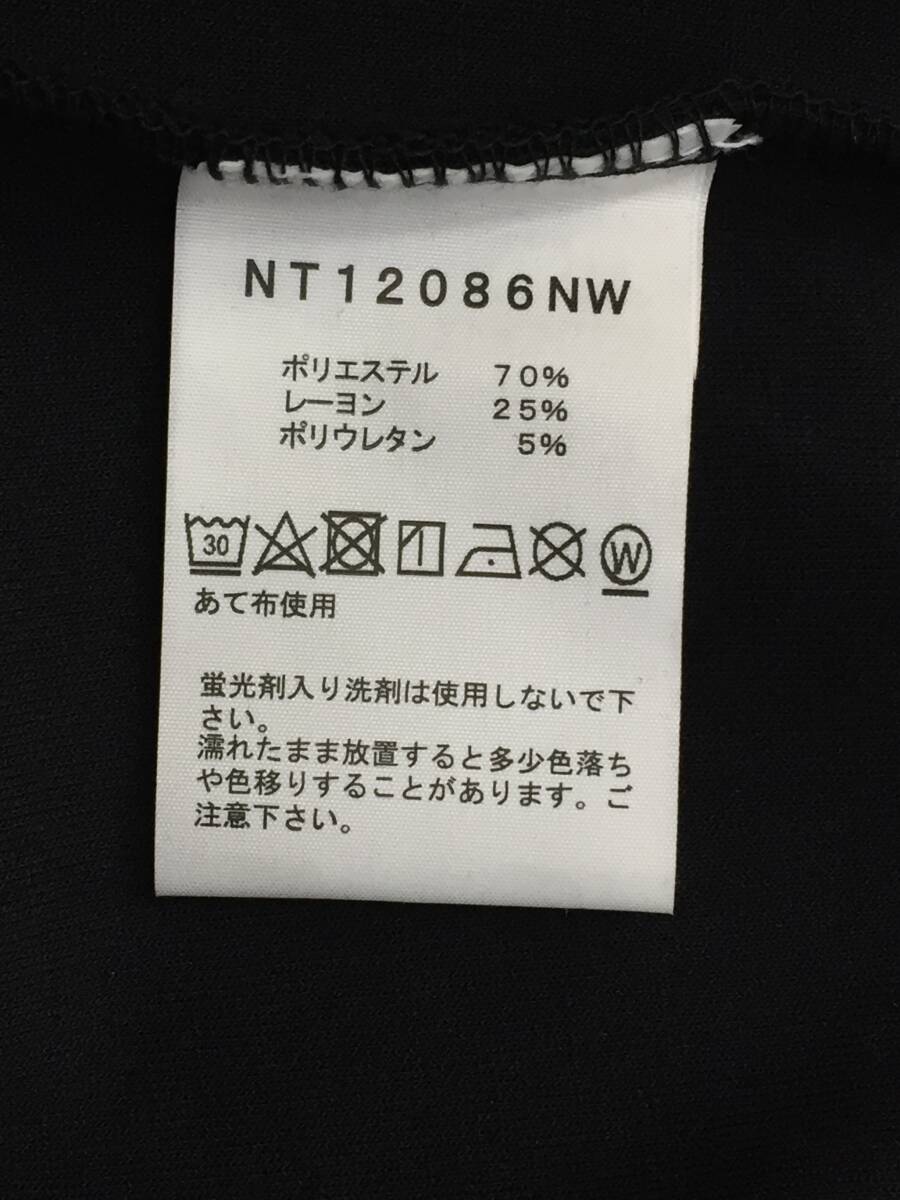 NT12086NW
ポリエステル 70%
レーヨン 25%
ポリウレタン 5%
30 W
あて布使用
蛍光剤入り洗剤は使用しないで下
さい。
濡れたまま放置すると多少色落ち
や色移りすることがあります。ご
注意下さい。